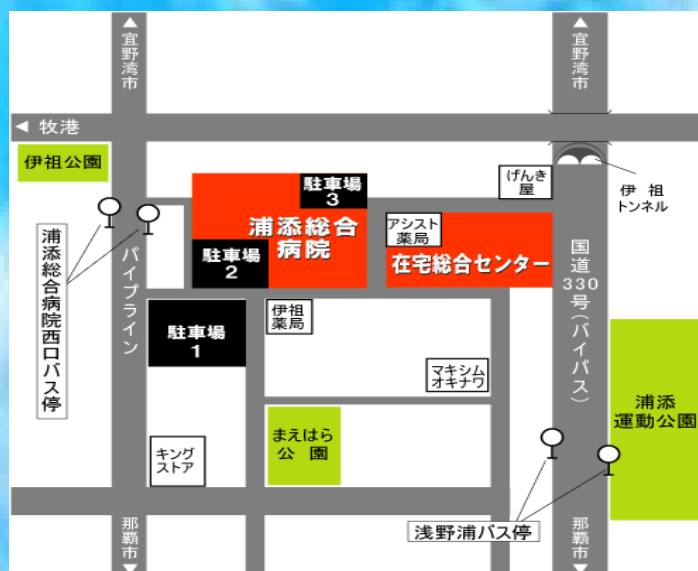 ▲宜野湾市
▲宜野湾市
◀ 牧港
伊祖公園
駐車場
3
げんき
屋
伊祖
トンネル
浦添総合
病院
アシスト
薬局
駐車場
2
在宅総合センター
浦添総合病院西口バス停
パイプライン
国道330号(バイパス)
駐車場
1
伊祖
薬局
マキシム
オキナワ
浦添
運動公園
まえはら
公園
キング
ストア
浅野浦バス停
那覇市▼
那覇市▼